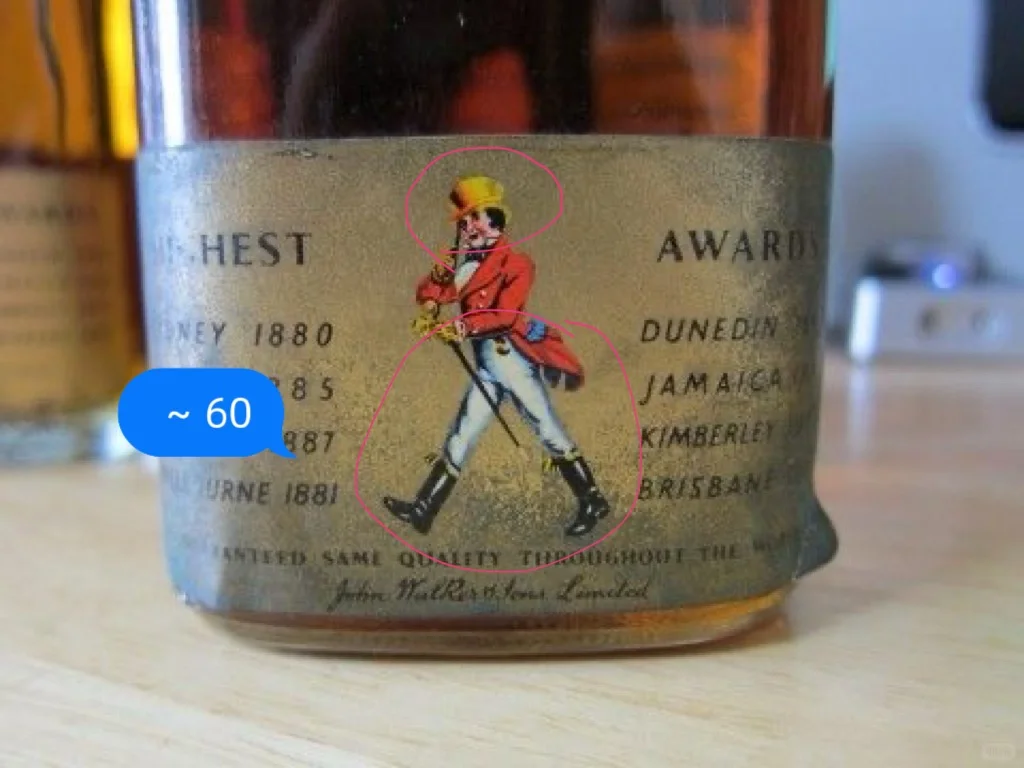 HEST AWARDS
1880 DUNEDIN
85 JAMAICA
~ 60
887 KIMBERLEY
URNE 1881 BRISBANE
ANTEED SAME QUALITY THROUGHOUT THE
John Walker & Sons Limited